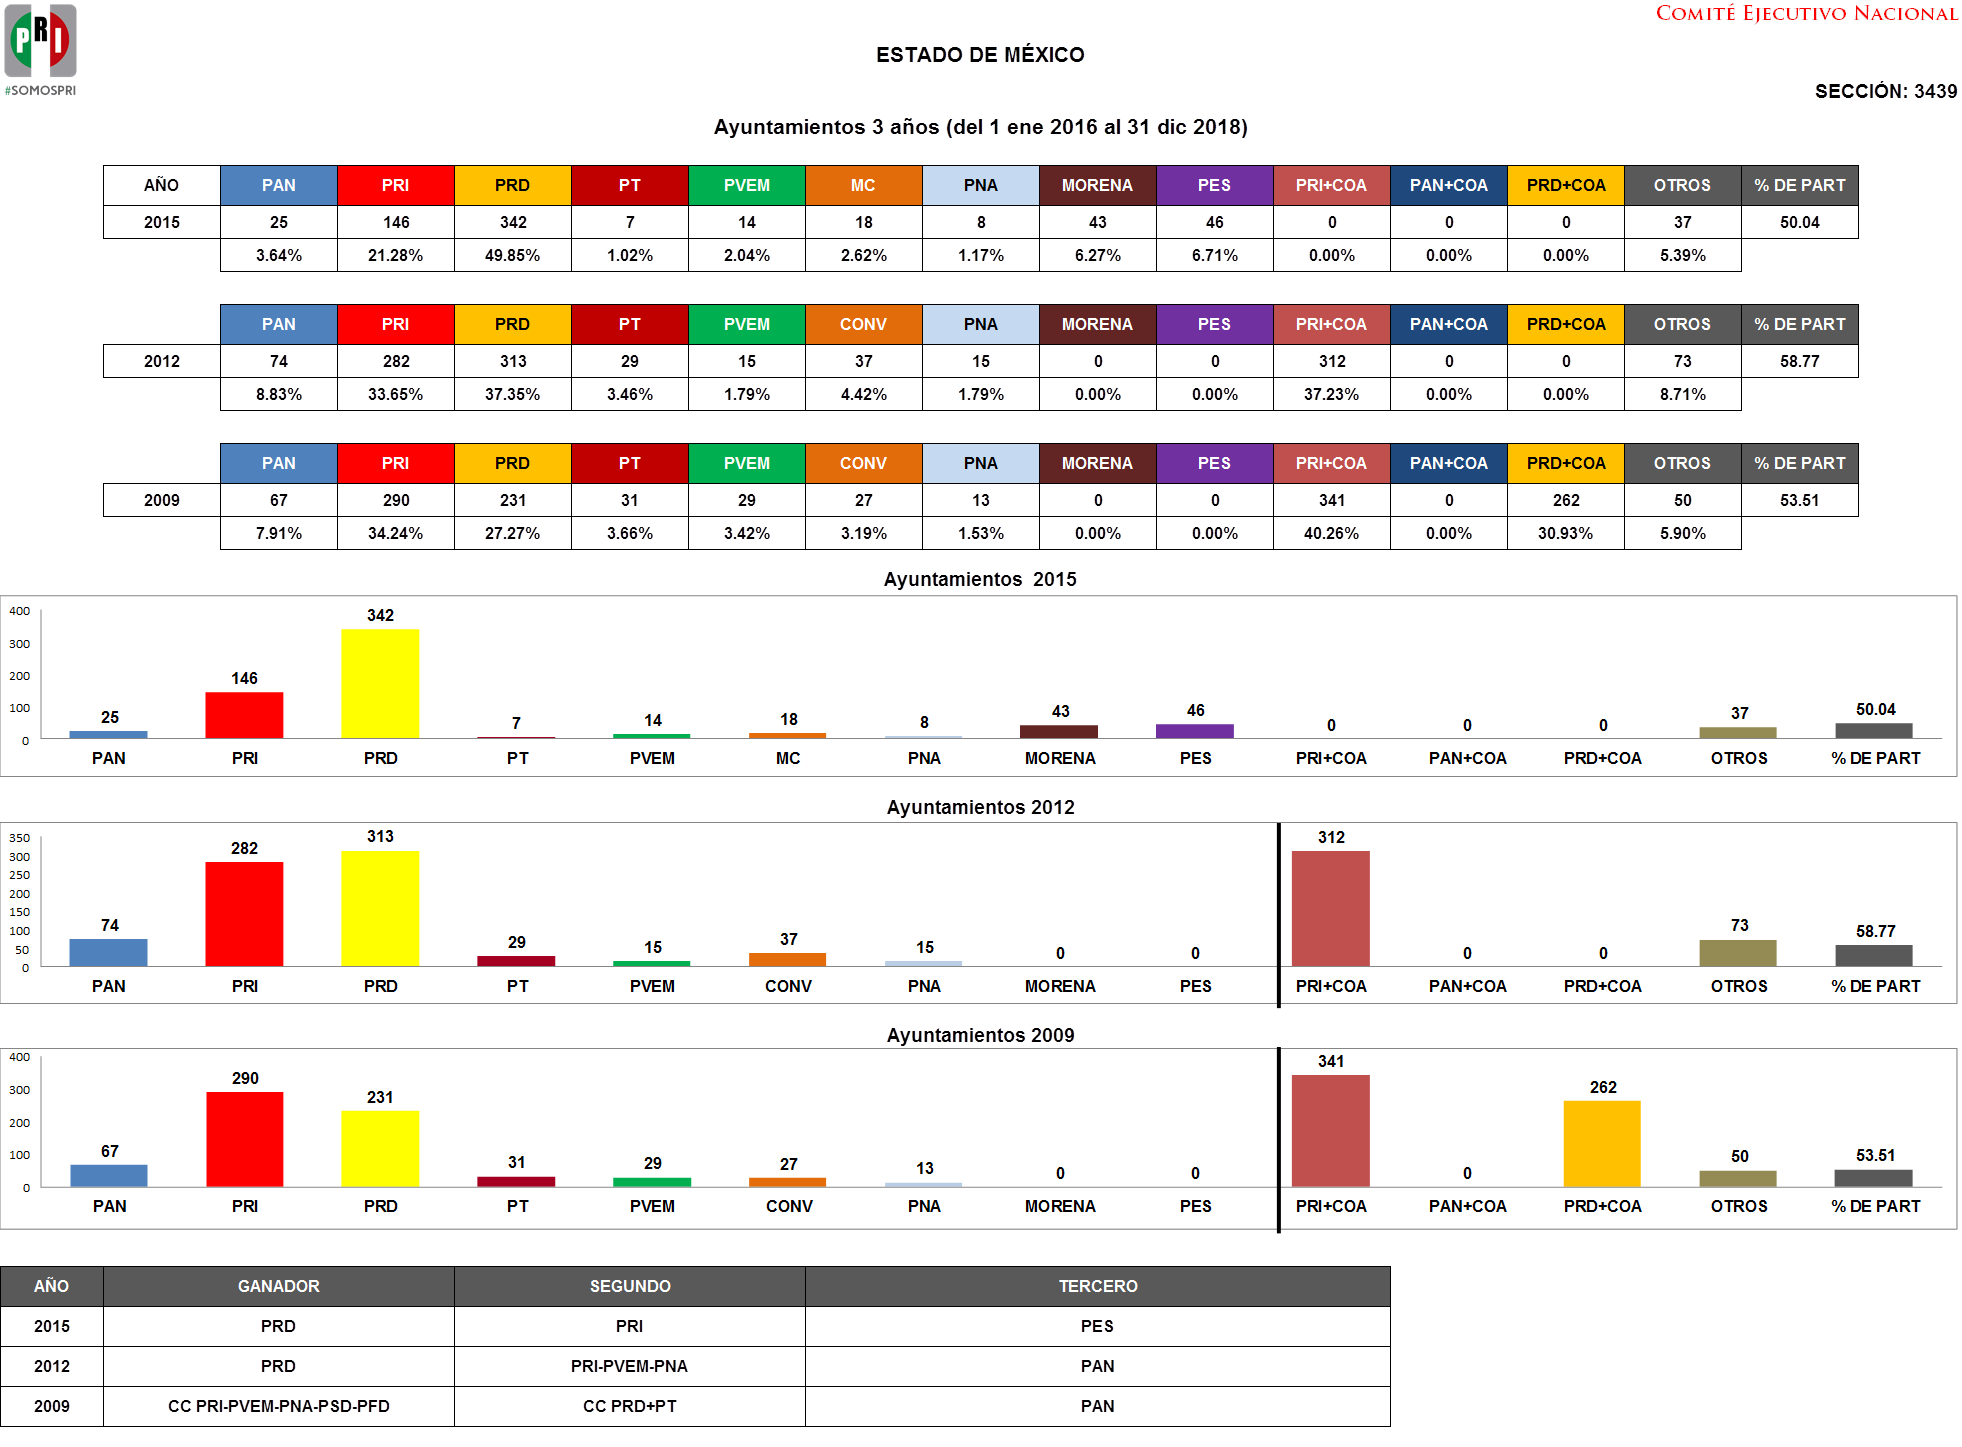 PRI
#SOMOSPRI
COMITÉ EJECUTIVO NACIONAL
ESTADO DE MÉXICO
SECCIÓN: 3439
Ayuntamientos 3 años (del 1 ene 2016 al 31 dic 2018)
AÑO PAN PRI PRD PT PVEM MC PNA MORENA PES PRI+COA PAN+COA PRD+COA OTROS % DE PART
2015 25 146 342 7 14 18 8 43 46 0 0 0 37 50.04
3.64% 21.28% 49.85% 1.02% 2.04% 2.62% 1.17% 6.27% 6.71% 0.00% 0.00% 0.00% 5.39%
PAN PRI PRD PT PVEM CONV PNA MORENA PES PRI+COA PAN+COA PRD+COA OTROS % DE PART
2012 74 282 313 29 15 37 15 0 0 312 0 0 73 58.77
8.83% 33.65% 37.35% 3.46% 1.79% 4.42% 1.79% 0.00% 0.00% 37.23% 0.00% 0.00% 8.71%
PAN PRI PRD PT PVEM CONV PNA MORENA PES PRI+COA PAN+COA PRD+COA OTROS % DE PART
2009 67 290 231 31 29 27 13 0 0 341 0 262 50 53.51
7.91% 34.24% 27.27% 3.66% 3.42% 3.19% 1.53% 0.00% 0.00% 40.26% 0.00% 30.93% 5.90%
Ayuntamientos 2015
400
300
200
100
0
25 146 342 7 14 18 8 43 46 0 0 0 37 50.04
PAN PRI PRD PT PVEM MC PNA MORENA PES PRI+COA PAN+COA PRD+COA OTROS % DE PART
Ayuntamientos 2012
350
300
250
200
150
100
50
0
74 282 313 29 15 37 15 0 0 312 0 0 73 58.77
PAN PRI PRD PT PVEM CONV PNA MORENA PES PRI+COA PAN+COA PRD+COA OTROS % DE PART
Ayuntamientos 2009
400
300
200
100
0
67 290 231 31 29 27 13 0 0 341 0 262 50 53.51
PAN PRI PRD PT PVEM CONV PNA MORENA PES PRI+COA PAN+COA PRD+COA OTROS % DE PART
AÑO GANADOR SEGUNDO TERCERO
2015 PRD PRI PES
2012 PRD PRI-PVEM-PNA PAN
2009 CC PRI-PVEM-PNA-PSD-PFD CC PRD+PT PAN